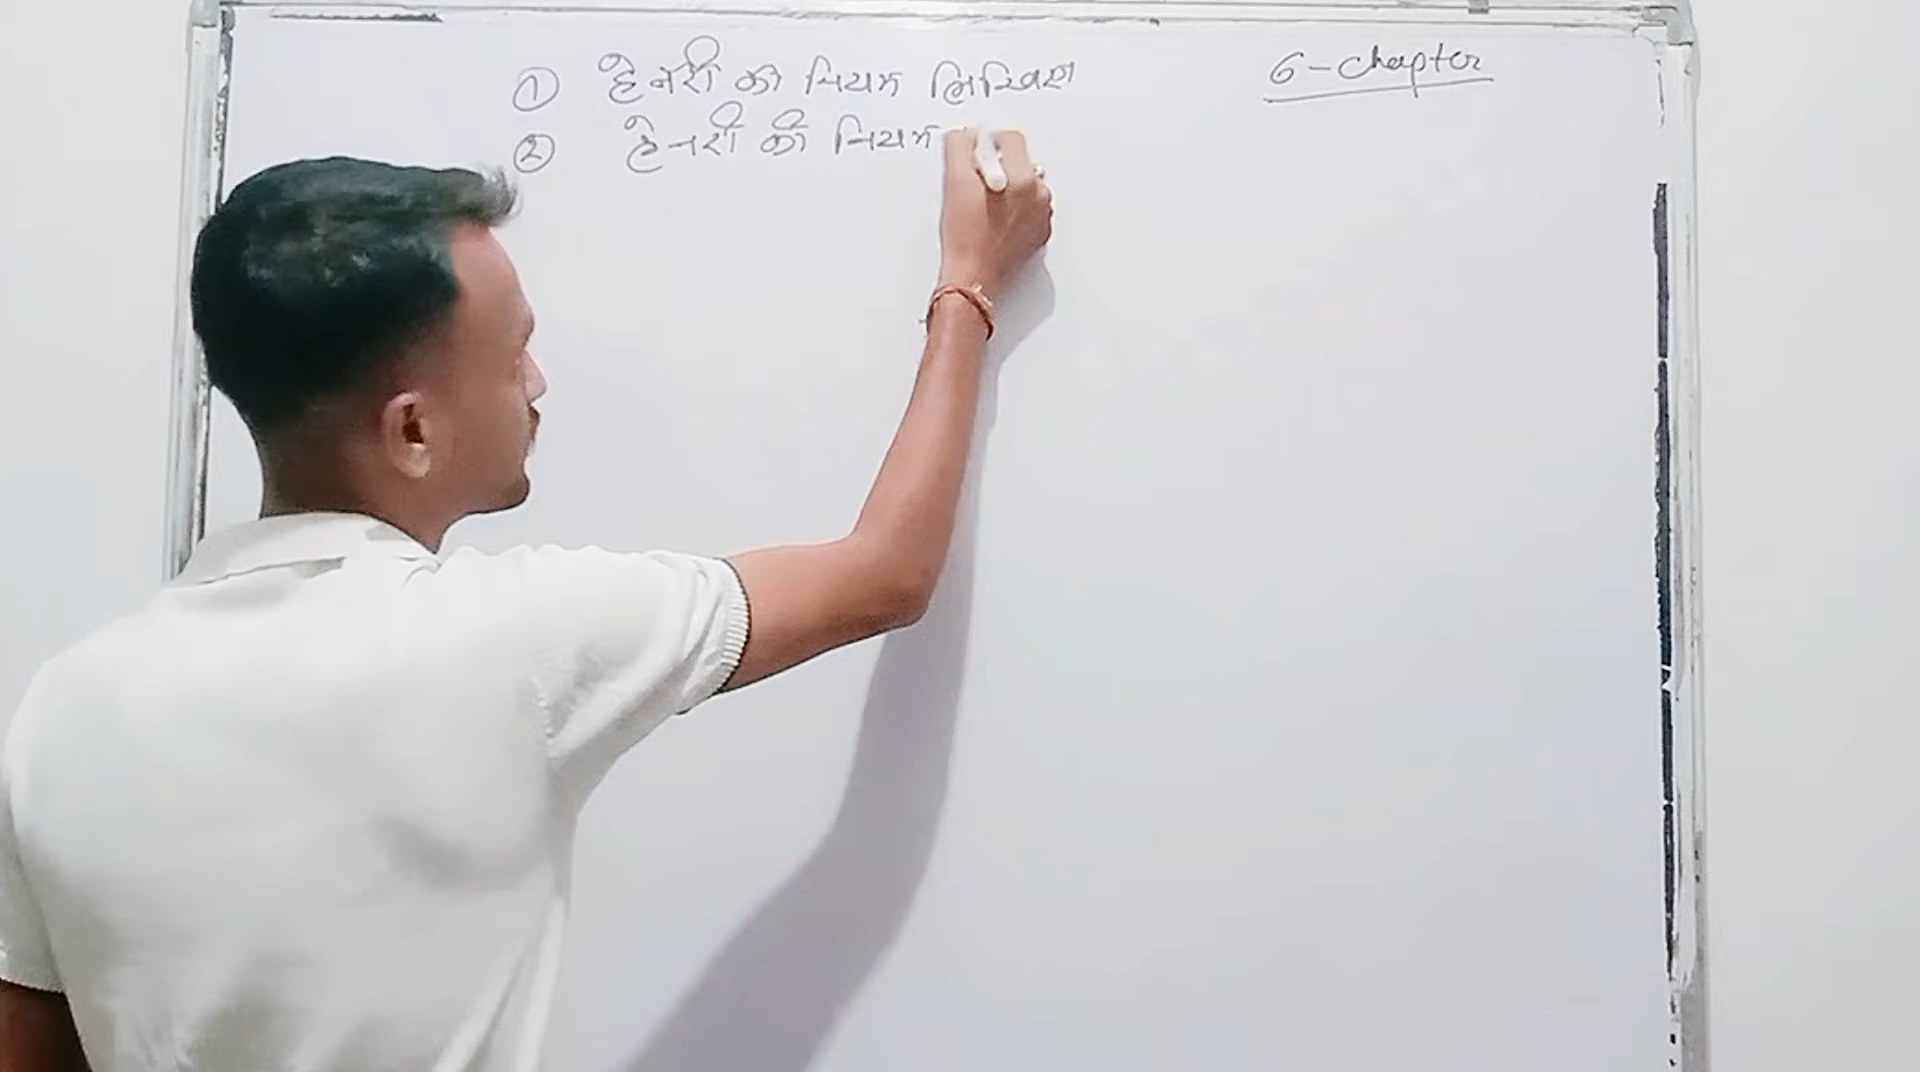 ① हेनरी की नियम लिखिए
② हेनरी की नियम
6-chapter